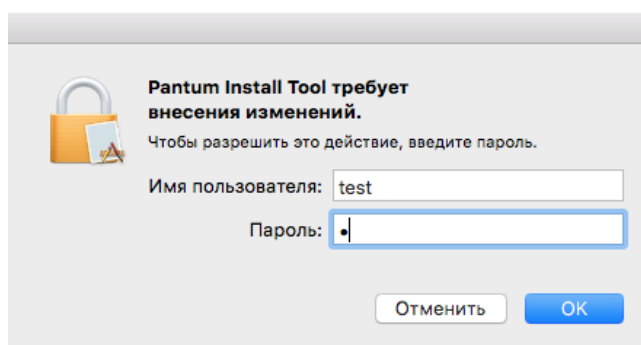 Pantum Install Tool требует
внесения изменений.
Чтобы разрешить это действие, введите пароль.
Имя пользователя: test
Пароль: •
Отменить OK